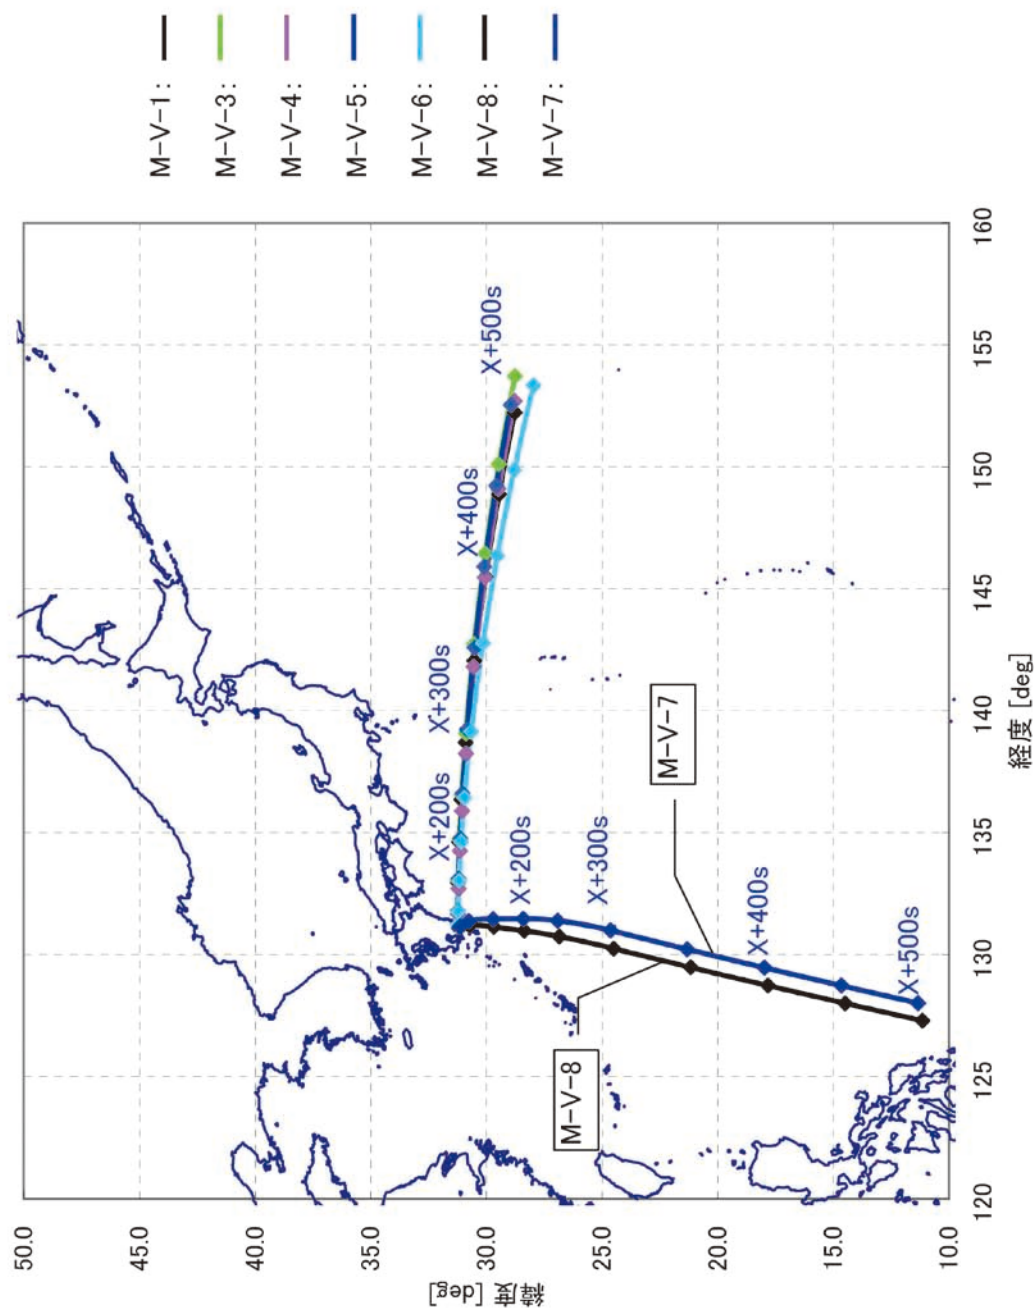 M-V-1:
M-V-3:
M-V-4:
M-V-5:
M-V-6:
M-V-8:
M-V-7:
50.0
45.0
40.0
35.0
30.0
25.0
20.0
15.0
10.0
緯度 [deg]
120
125
130
135
140
145
150
155
160
経度 [deg]
X+200s
X+300s
X+400s
X+500s
X+200s
X+300s
X+400s
X+500s
M-V-7
M-V-8